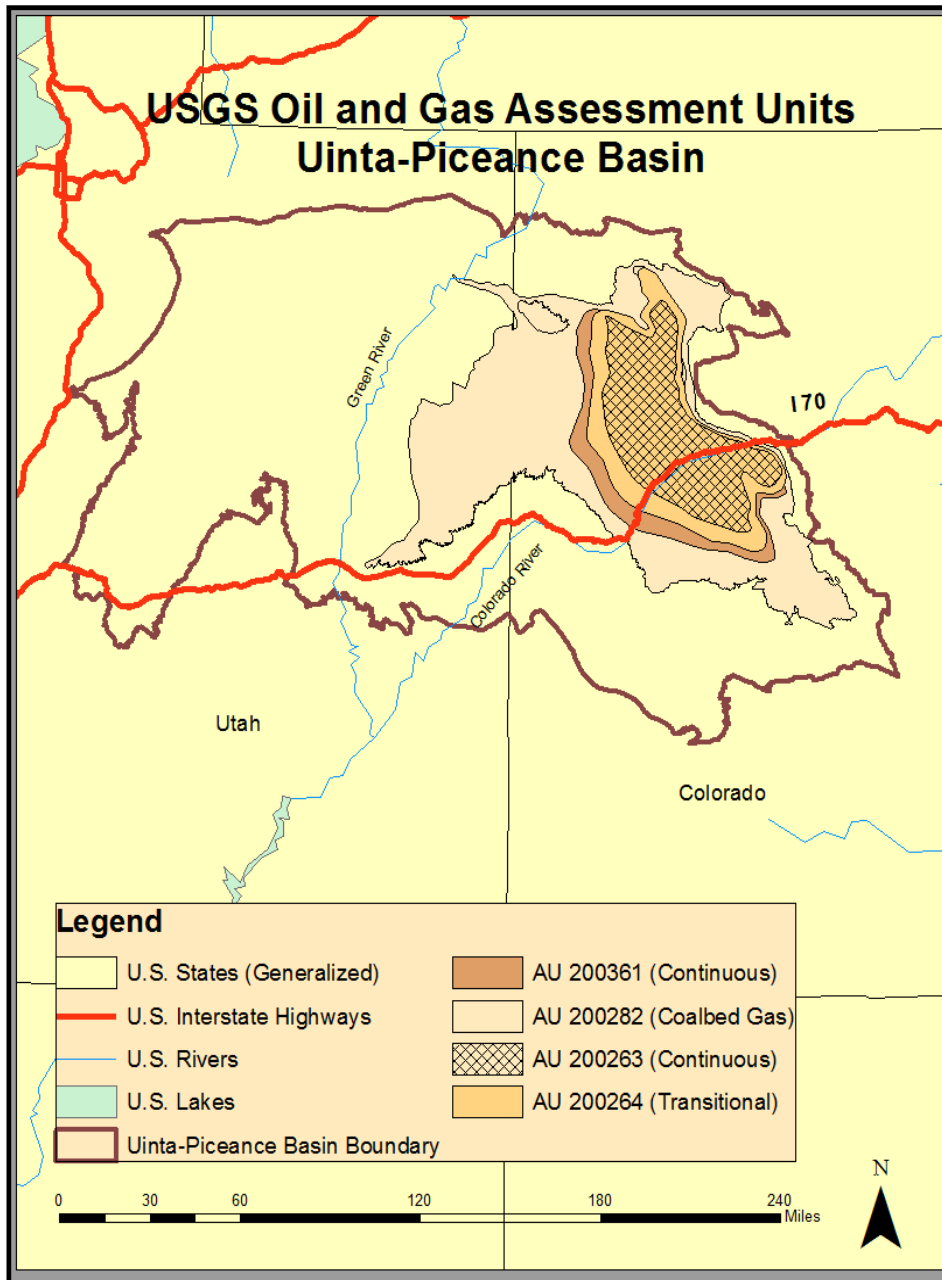 USGS Oil and Gas Assessment Units
Uinta-Piceance Basin
Green River
I 70
Colorado River
Utah
Colorado
Legend
U.S. States (Generalized)
U.S. Interstate Highways
U.S. Rivers
U.S. Lakes
Uinta-Piceance Basin Boundary
AU 200361 (Continuous)
AU 200282 (Coalbed Gas)
AU 200263 (Continuous)
AU 200264 (Transitional)
0 30 60 120 180 240
Miles
N